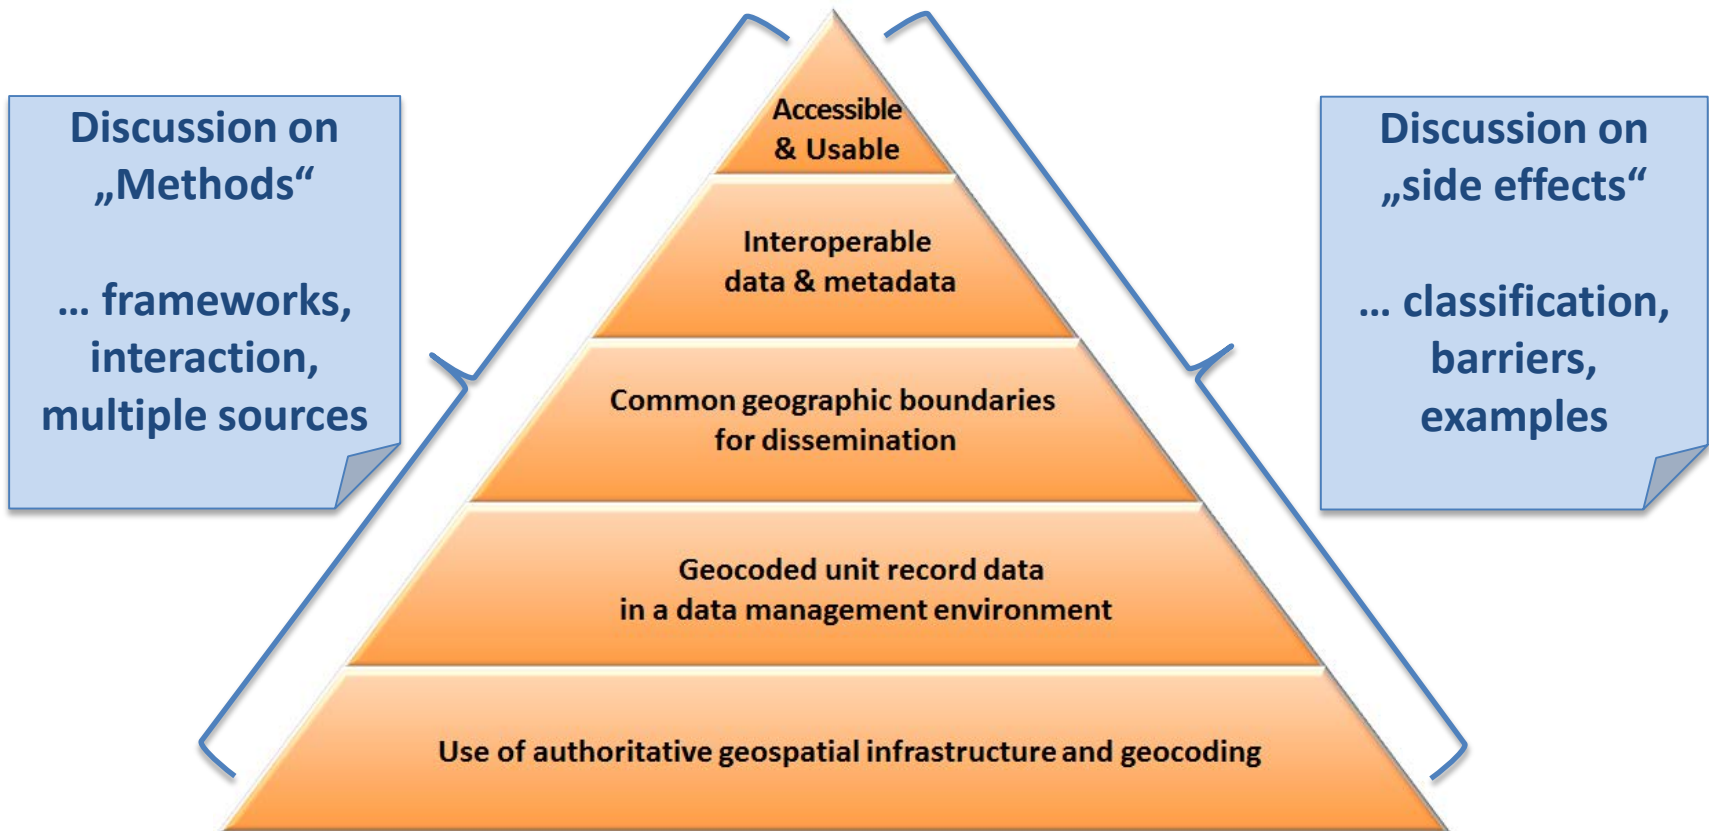 Discussion on
„Methods“
… frameworks,
interaction,
multiple sources
Accessible
& Usable
Interoperable
data & metadata
Common geographic boundaries
for dissemination
Geocoded unit record data
in a data management environment
Use of authoritative geospatial infrastructure and geocoding
Discussion on
„side effects“
… classification,
barriers,
examples